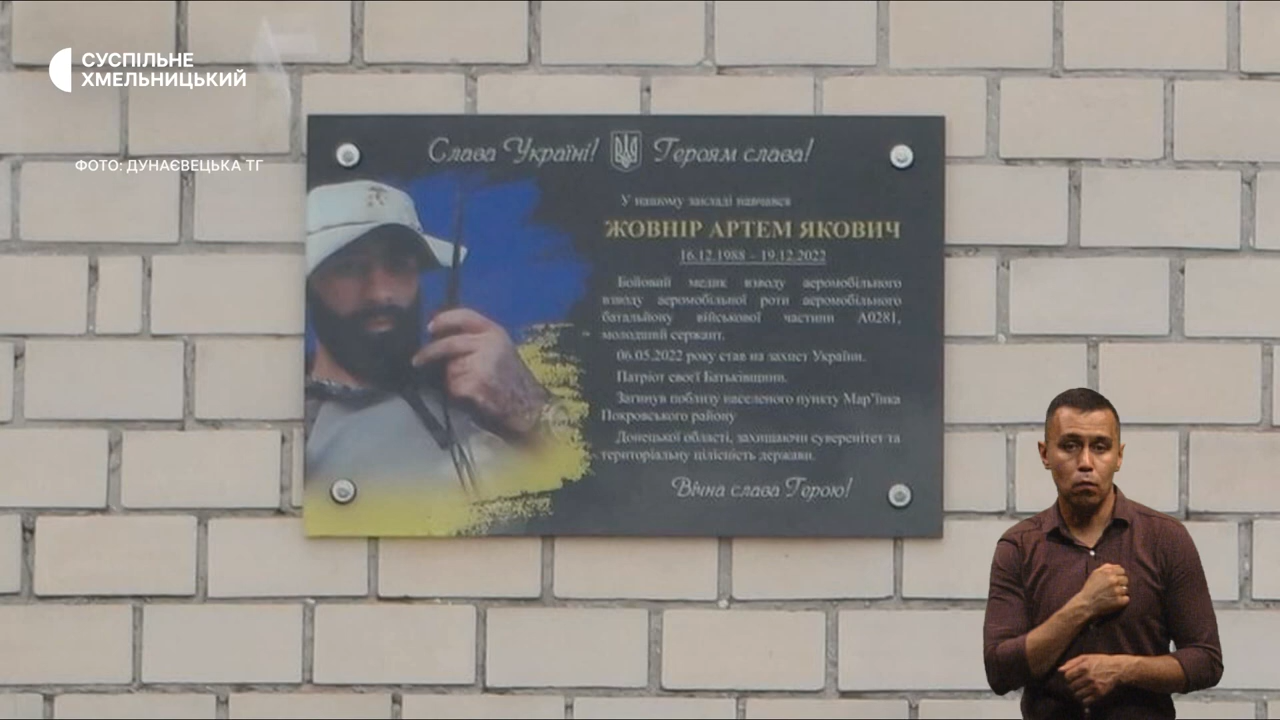 СУСПІЛЬНЕ
ХМЕЛЬНИЦЬКИЙ
ФОТО: ДУНАЄВЕЦЬКА ТГ
Слава Україні! Героям слава!
У нашому закладі навчався
ЖОВНІР АРТЕМ ЯКОВИЧ
16.12.1988 – 19.12.2022
Бойовий медик взводу аеромобільного
взводу аеромобільної роти аеромобільного
батальйону військової частини А0281,
молодший сержант.
06.05.2022 року став на захист України.
Патріот своєї Батьківщини.
Загинув поблизу населеного пункту Мар'їнка
Покровського району
Донецької області, захищаючи суверенітет та
територіальну цілісність держави.
Вічна слава Герою!